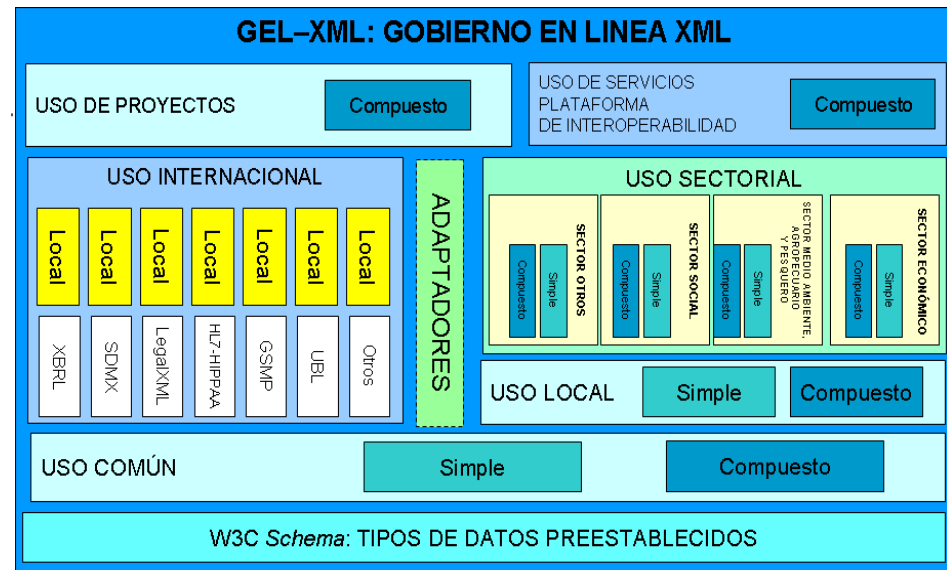 GEL–XML: GOBIERNO EN LINEA XML
USO DE PROYECTOS
Compuesto
USO DE SERVICIOS
PLATAFORMA
DE INTEROPERABILIDAD
Compuesto
USO INTERNACIONAL
Local
Local
Local
Local
Local
Local
Local
XBRL
SDMX
LegalXML
HL7-HIPPAA
GSMP
UBL
Otros
ADAPTADORES
USO SECTORIAL
Compuesto
Simple
SECTOR OTROS
Compuesto
Simple
SECTOR SOCIAL
Compuesto
Simple
SECTOR MEDIO AMBIENTE,
AGROPECUARIO
Y PESQUERO
Compuesto
Simple
SECTOR ECONÓMICO
USO LOCAL
Simple
Compuesto
USO COMÚN
Simple
Compuesto
W3C Schema: TIPOS DE DATOS PREESTABLECIDOS